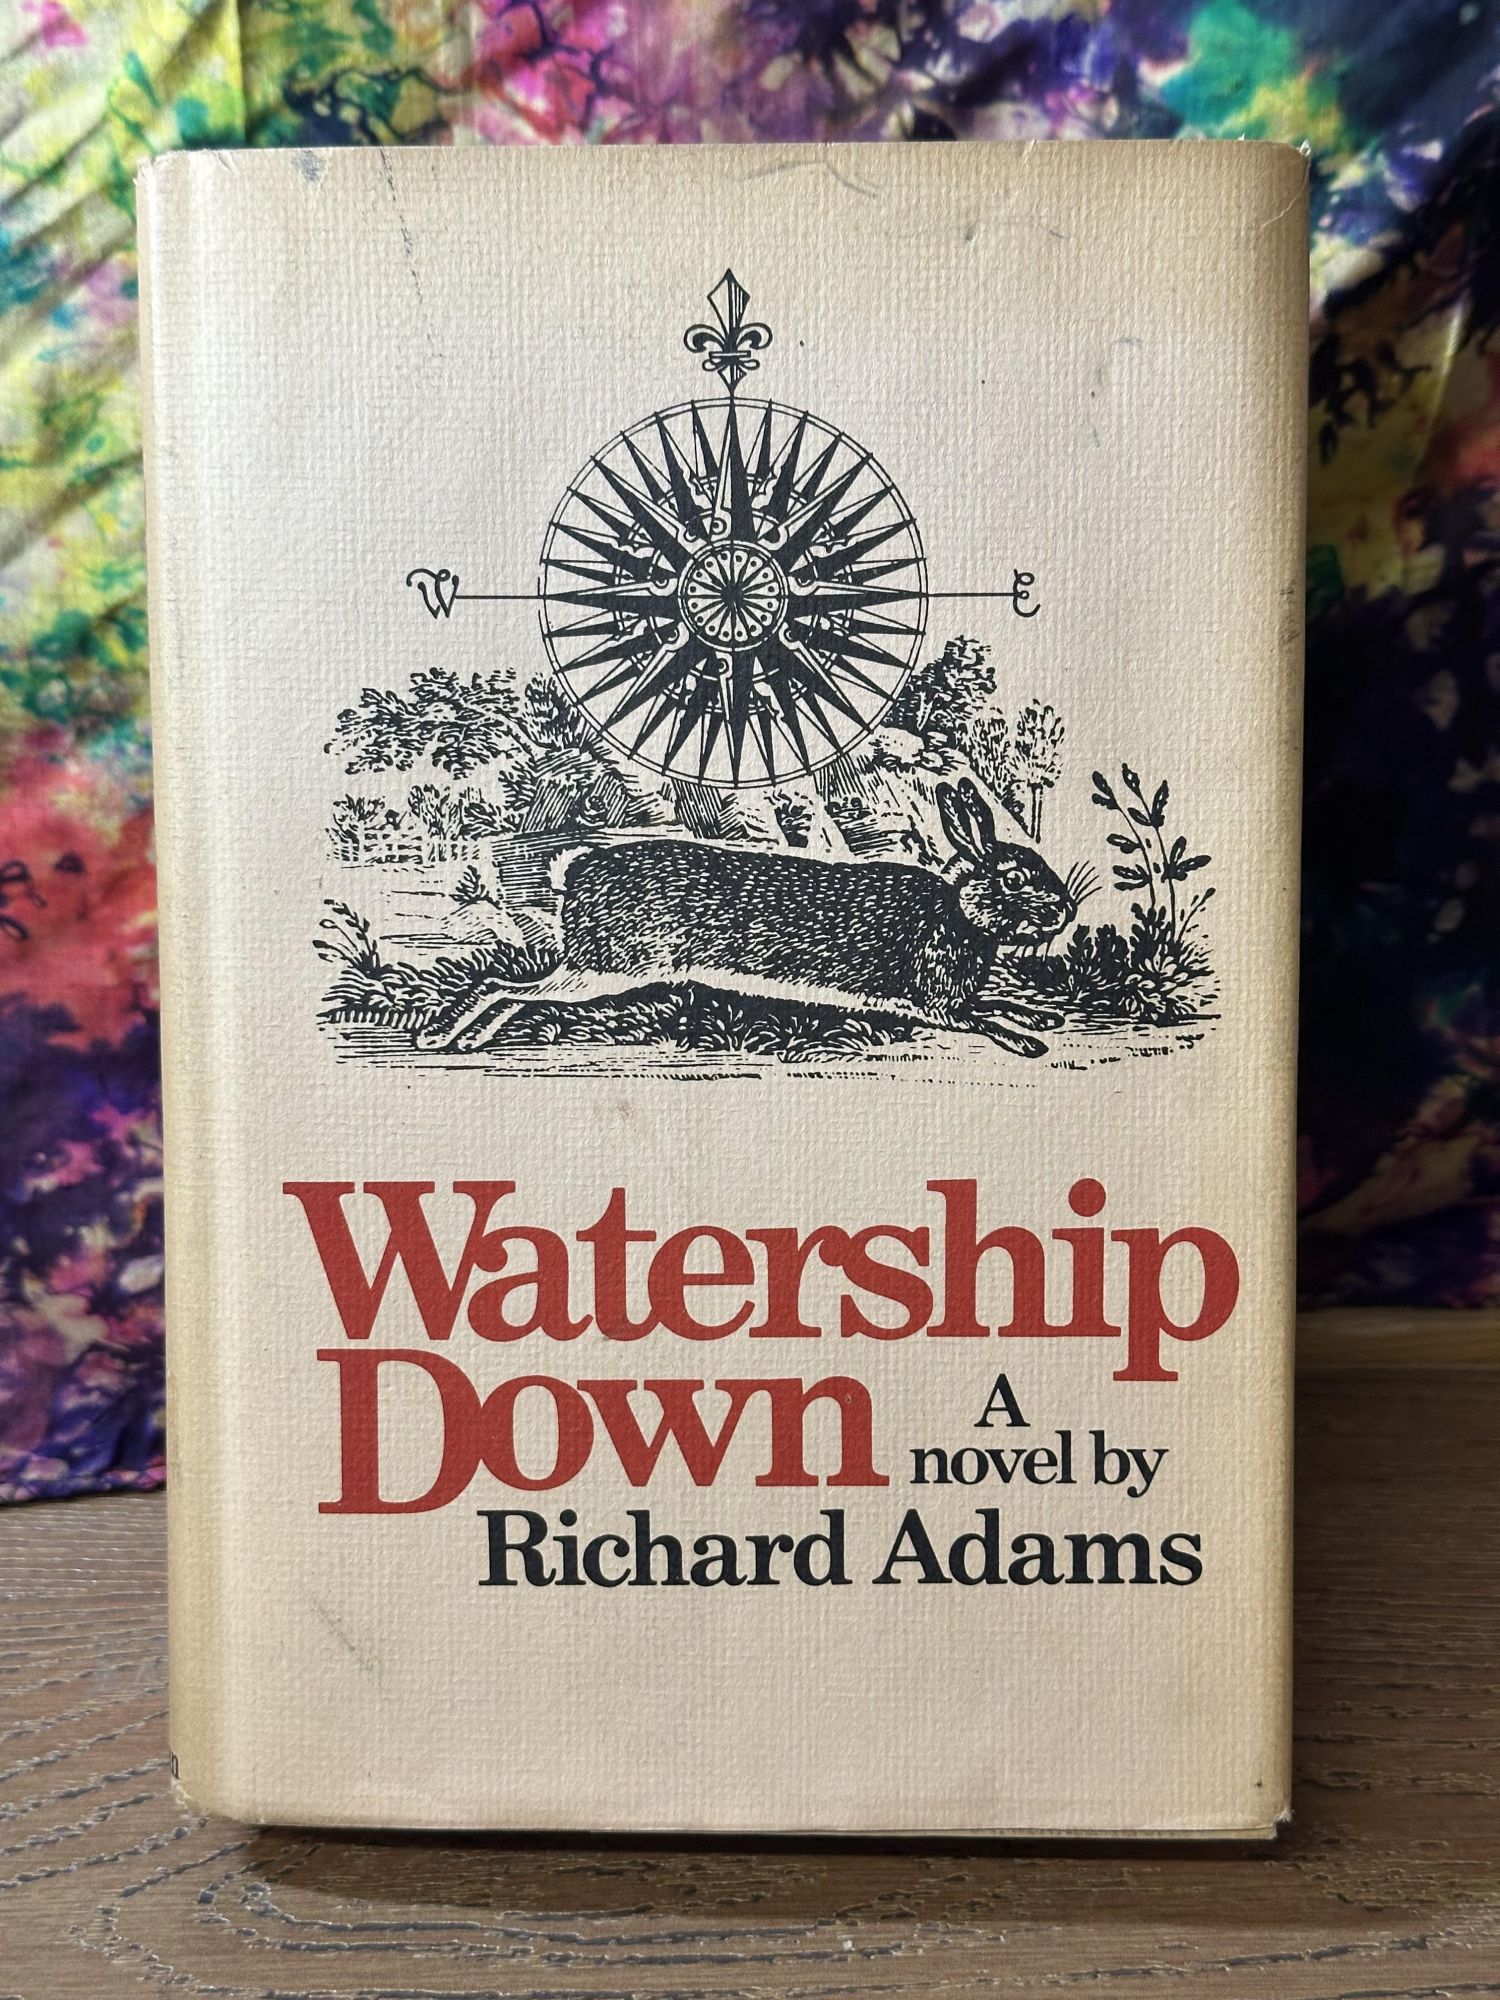 W E
Watership
Down
A
novel by
Richard Adams
n